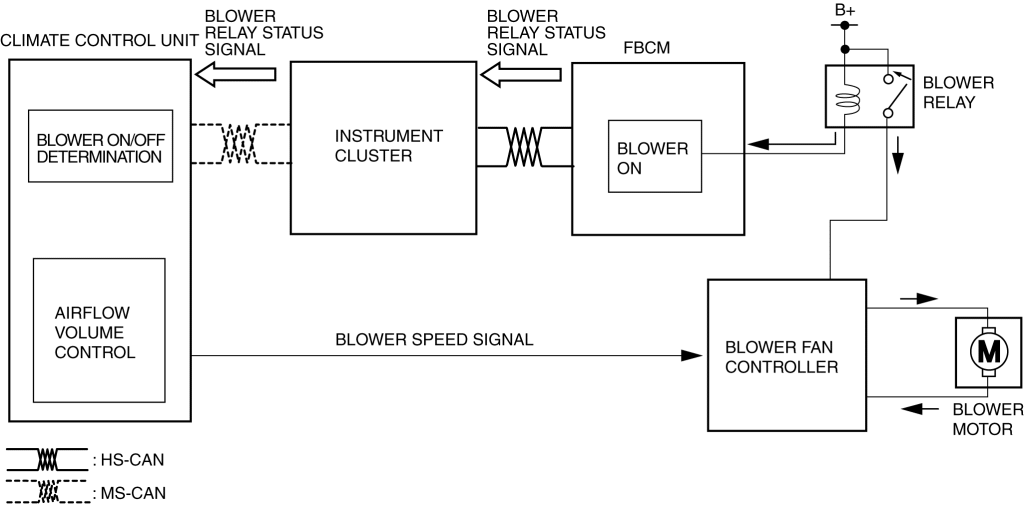 CLIMATE CONTROL UNIT
BLOWER
RELAY STATUS
SIGNAL
BLOWER
RELAY STATUS
SIGNAL
FBCM
B+
BLOWER
RELAY
BLOWER ON/OFF
DETERMINATION
INSTRUMENT
CLUSTER
BLOWER
ON
AIRFLOW
VOLUME
CONTROL
BLOWER SPEED SIGNAL
BLOWER FAN
CONTROLLER
M
BLOWER
MOTOR
: HS-CAN
: MS-CAN